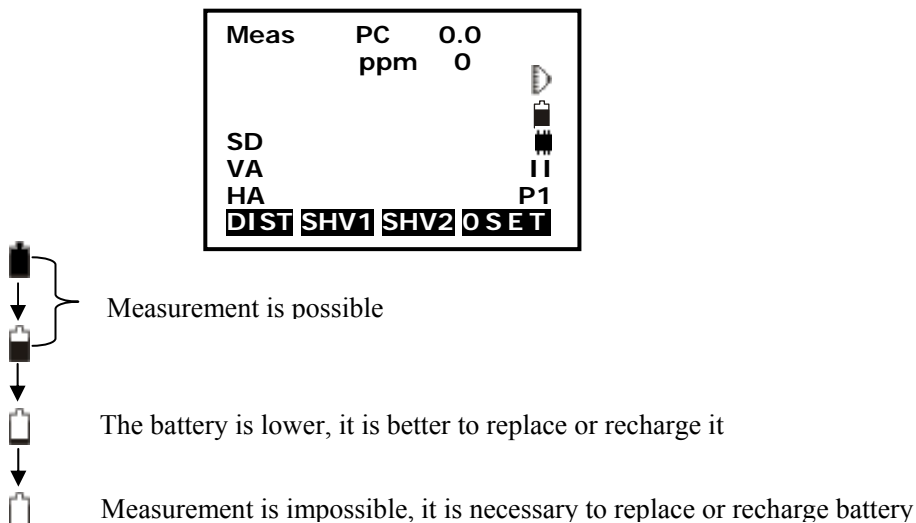 Meas PC 0.0
ppm 0
SD
VA II
HA P1
DIST SHV1 SHV2 0SET
Measurement is possible
The battery is lower, it is better to replace or recharge it
Measurement is impossible, it is necessary to replace or recharge battery